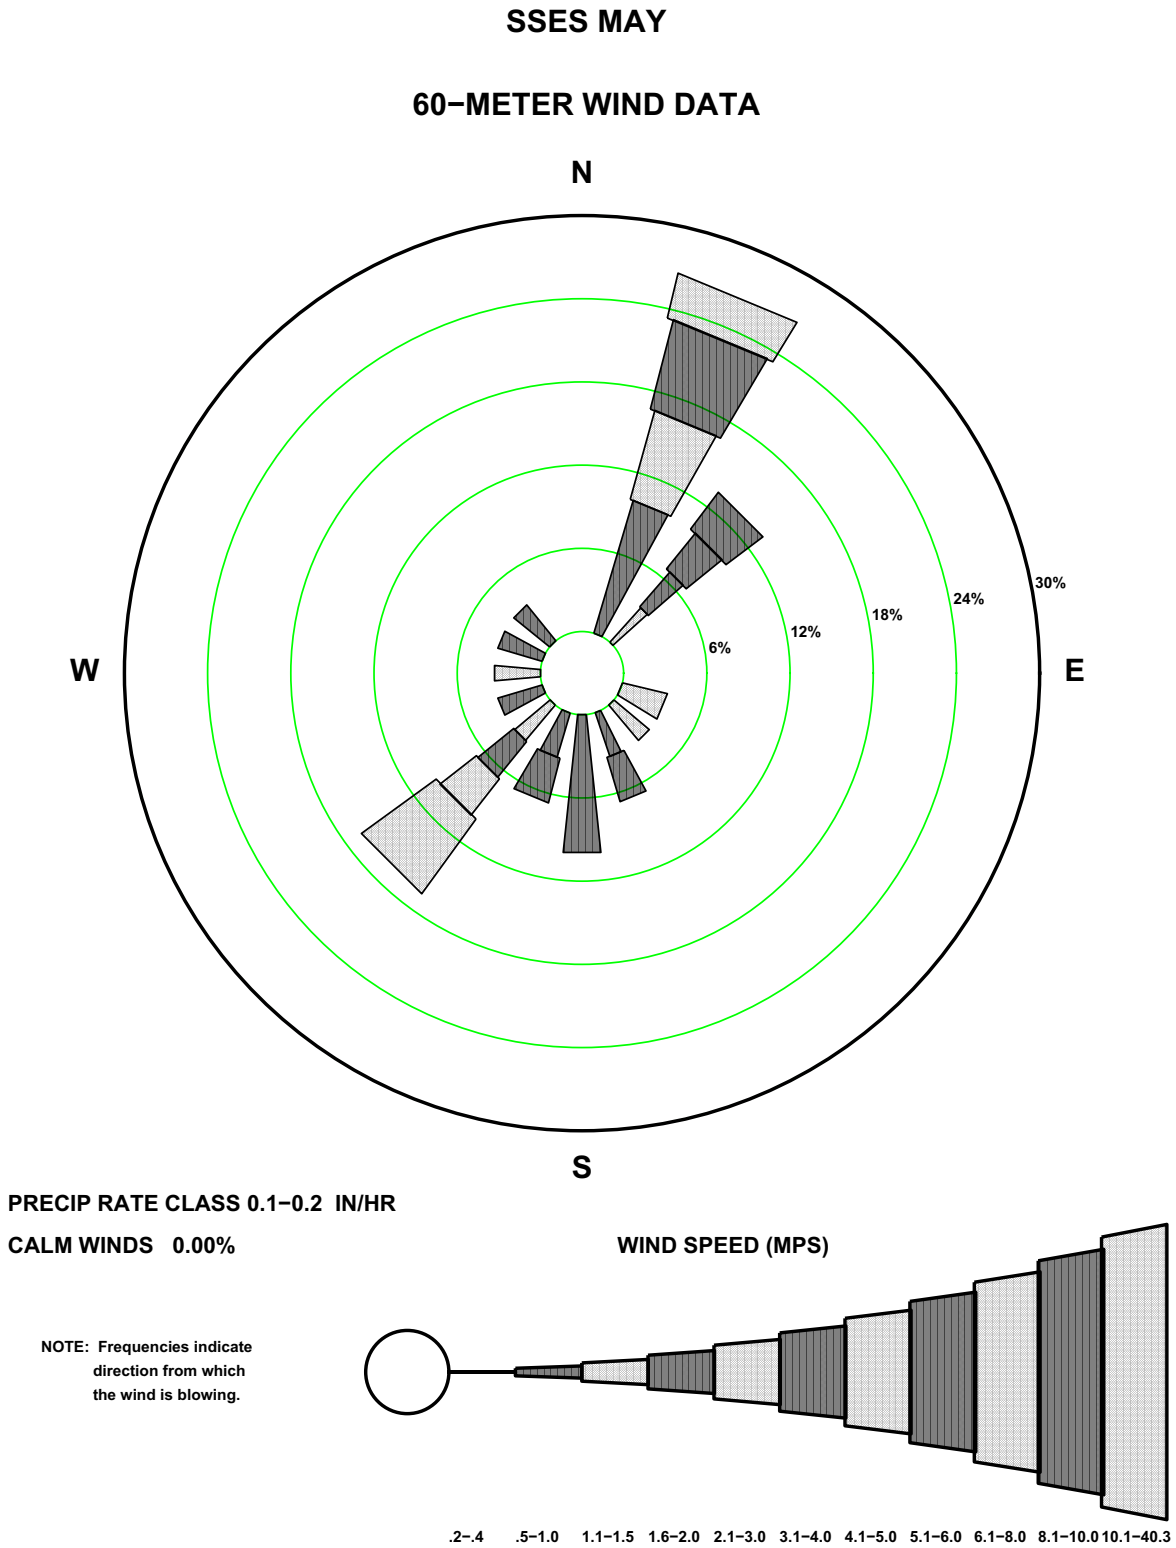 SSES MAY
60−METER WIND DATA
N
30%
24%
18%
12%
6%
W
E
S
PRECIP RATE CLASS 0.1−0.2 IN/HR
CALM WINDS 0.00%
WIND SPEED (MPS)
NOTE: Frequencies indicate
direction from which
the wind is blowing.
.2−.4 .5−1.0 1.1−1.5 1.6−2.0 2.1−3.0 3.1−4.0 4.1−5.0 5.1−6.0 6.1−8.0 8.1−10.0 10.1−40.3